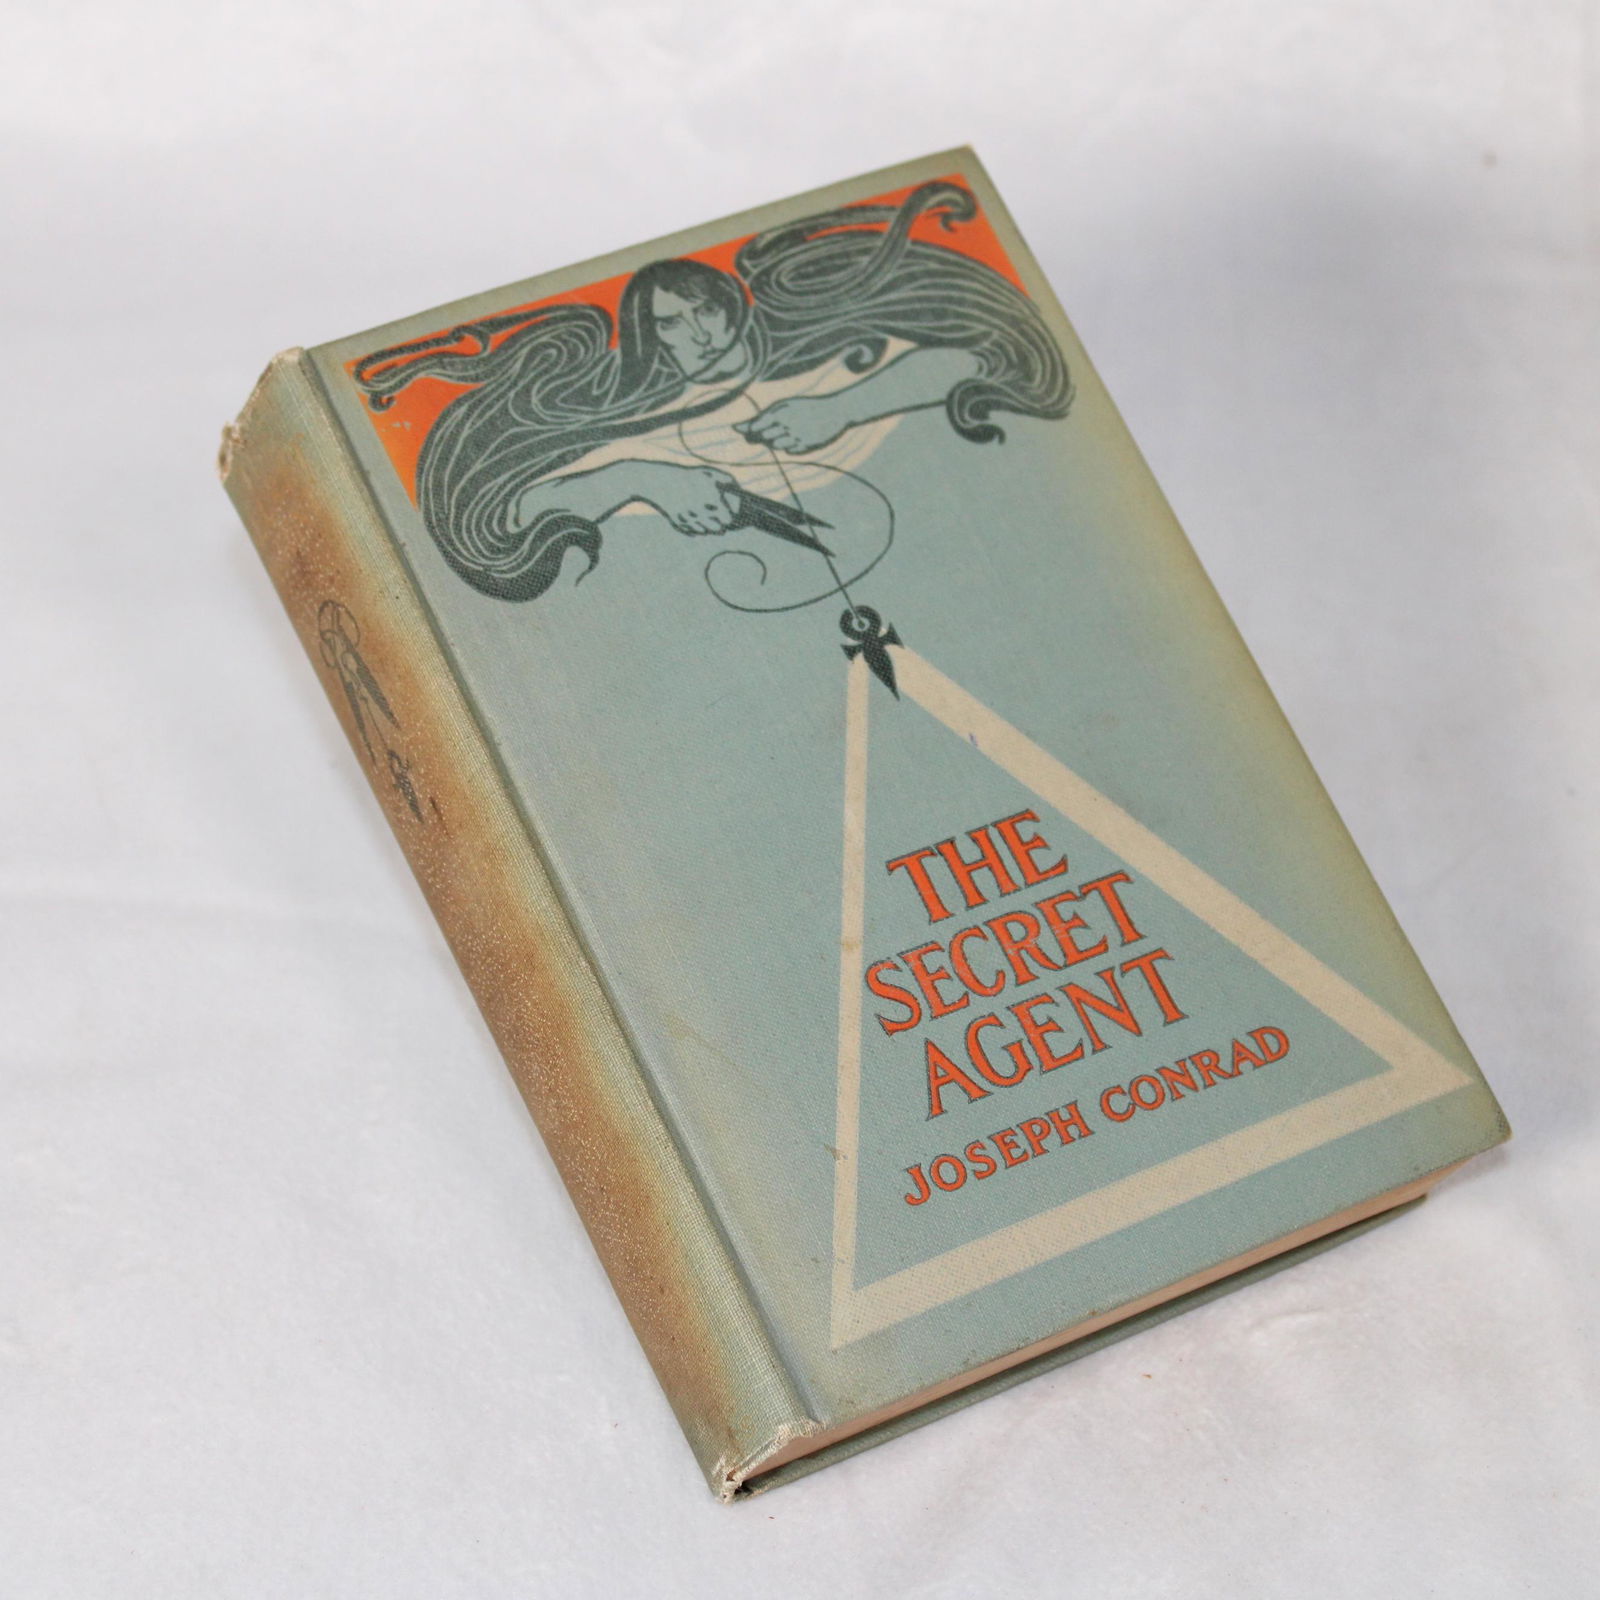 THE
SECRET
AGENT
JOSEPH CONRAD